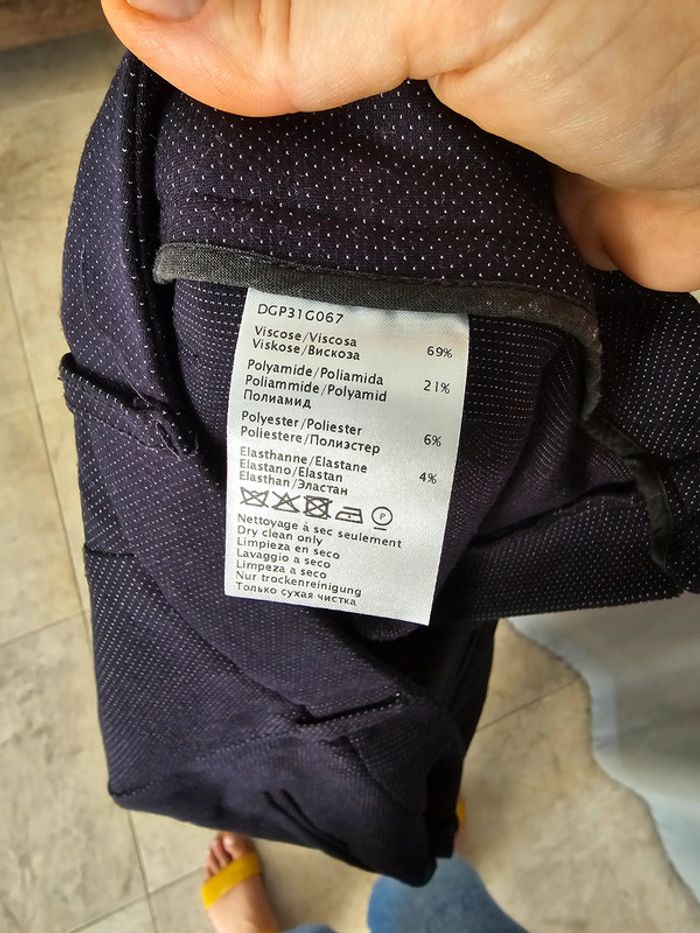 DGP31G067
Viscose/Viscosa
Viskose/Вискоза 69%
Polyamide/Poliamida
Poliammide/Polyamid 21%
Полиамид
Polyester/Poliester
Poliestere/Полиэстер 6%
Elasthanne/Elastane
Elastano/Elastan 4%
Elasthan/Эластан
P
Nettoyage à sec seulement
Dry clean only
Limpieza en seco
Lavaggio a secco
Limpeza a seco
Nur trockenreinigung
Только сухая чистка